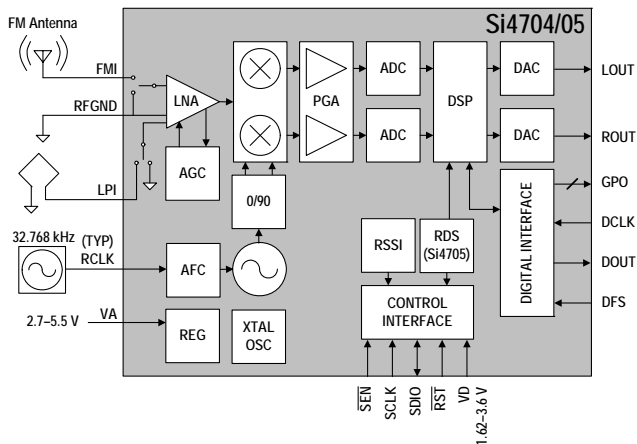 Si4704/05
FM Antenna
FMI
RFGND
LPI
LNA
AGC
0/90
PGA
ADC
ADC
DSP
DAC
DAC
LOUT
ROUT
GPO
DCLK
DOUT
DFS
DIGITAL INTERFACE
32.768 kHz (TYP)
RCLK
AFC
RSSI
RDS
(Si4705)
CONTROL
INTERFACE
2.7–5.5 V
VA
REG
XTAL
OSC
SEN
SCLK
SDIO
RST
VD
1.62–3.6 V